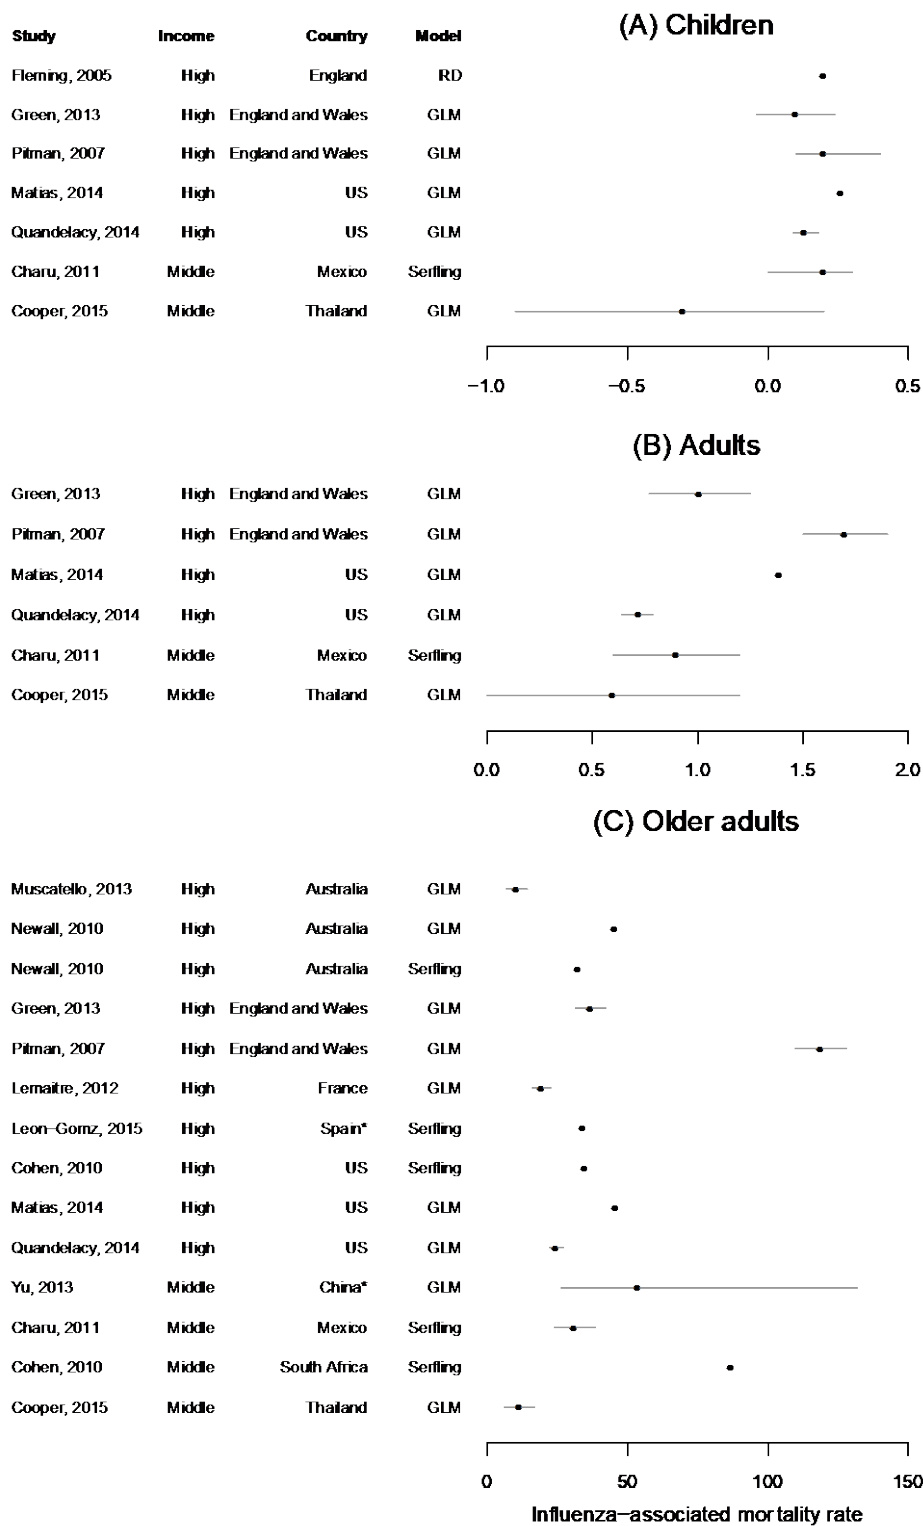 (A) Children
Study Income Country Model
Fleming, 2005 High England RD
Green, 2013 High England and Wales GLM
Pitman, 2007 High England and Wales GLM
Matias, 2014 High US GLM
Quandelacy, 2014 High US GLM
Charu, 2011 Middle Mexico Serfling
Cooper, 2015 Middle Thailand GLM
−1.0 −0.5 0.0 0.5
(B) Adults
Green, 2013 High England and Wales GLM
Pitman, 2007 High England and Wales GLM
Matias, 2014 High US GLM
Quandelacy, 2014 High US GLM
Charu, 2011 Middle Mexico Serfling
Cooper, 2015 Middle Thailand GLM
0.0 0.5 1.0 1.5 2.0
(C) Older adults
Muscatello, 2013 High Australia GLM
Newall, 2010 High Australia GLM
Newall, 2010 High Australia Serfling
Green, 2013 High England and Wales GLM
Pitman, 2007 High England and Wales GLM
Lemaitre, 2012 High France GLM
Leon−Gomz, 2015 High Spain* Serfling
Cohen, 2010 High US Serfling
Matias, 2014 High US GLM
Quandelacy, 2014 High US GLM
Yu, 2013 Middle China* GLM
Charu, 2011 Middle Mexico Serfling
Cohen, 2010 Middle South Africa Serfling
Cooper, 2015 Middle Thailand GLM
0 50 100 150
Influenza−associated mortality rate